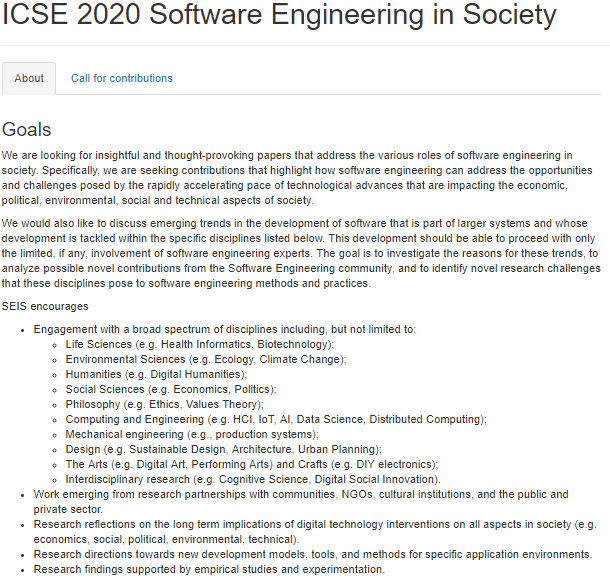 ICSE 2020 Software Engineering in Society
About
Call for contributions
Goals
We are looking for insightful and thought-provoking papers that address the various roles of software engineering in
society. Specifically, we are seeking contributions that highlight how software engineering can address the opportunities
and challenges posed by the rapidly accelerating pace of technological advances that are impacting the economic,
political, environmental, social and technical aspects of society.
We would also like to discuss emerging trends in the development of software that is part of larger systems and whose
development is tackled within the specific disciplines listed below. This development should be able to proceed with only
the limited, if any, involvement of software engineering experts. The goal is to investigate the reasons for these trends, to
analyze possible novel contributions from the Software Engineering community, and to identify novel research challenges
that these disciplines pose to software engineering methods and practices.
SEIS encourages
• Engagement with a broad spectrum of disciplines including, but not limited to:
◦ Life Sciences (e.g. Health Informatics, Biotechnology);
◦ Environmental Sciences (e.g. Ecology, Climate Change);
◦ Humanities (e.g. Digital Humanities);
◦ Social Sciences (e.g. Economics, Politics);
◦ Philosophy (e.g. Ethics, Values Theory);
◦ Computing and Engineering (e.g. HCI, IoT, AI, Data Science, Distributed Computing);
◦ Mechanical engineering (e.g., production systems);
◦ Design (e.g. Sustainable Design, Architecture, Urban Planning);
◦ The Arts (e.g. Digital Art, Performing Arts) and Crafts (e.g. DIY electronics);
◦ Interdisciplinary research (e.g. Cognitive Science, Digital Social Innovation).
• Work emerging from research partnerships with communities, NGOs, cultural institutions, and the public and
private sector.
• Research reflections on the long term implications of digital technology interventions on all aspects in society (e.g.
economics, social, political, environmental, technical).
• Research directions towards new development models, tools, and methods for specific application environments.
• Research findings supported by empirical studies and experimentation.